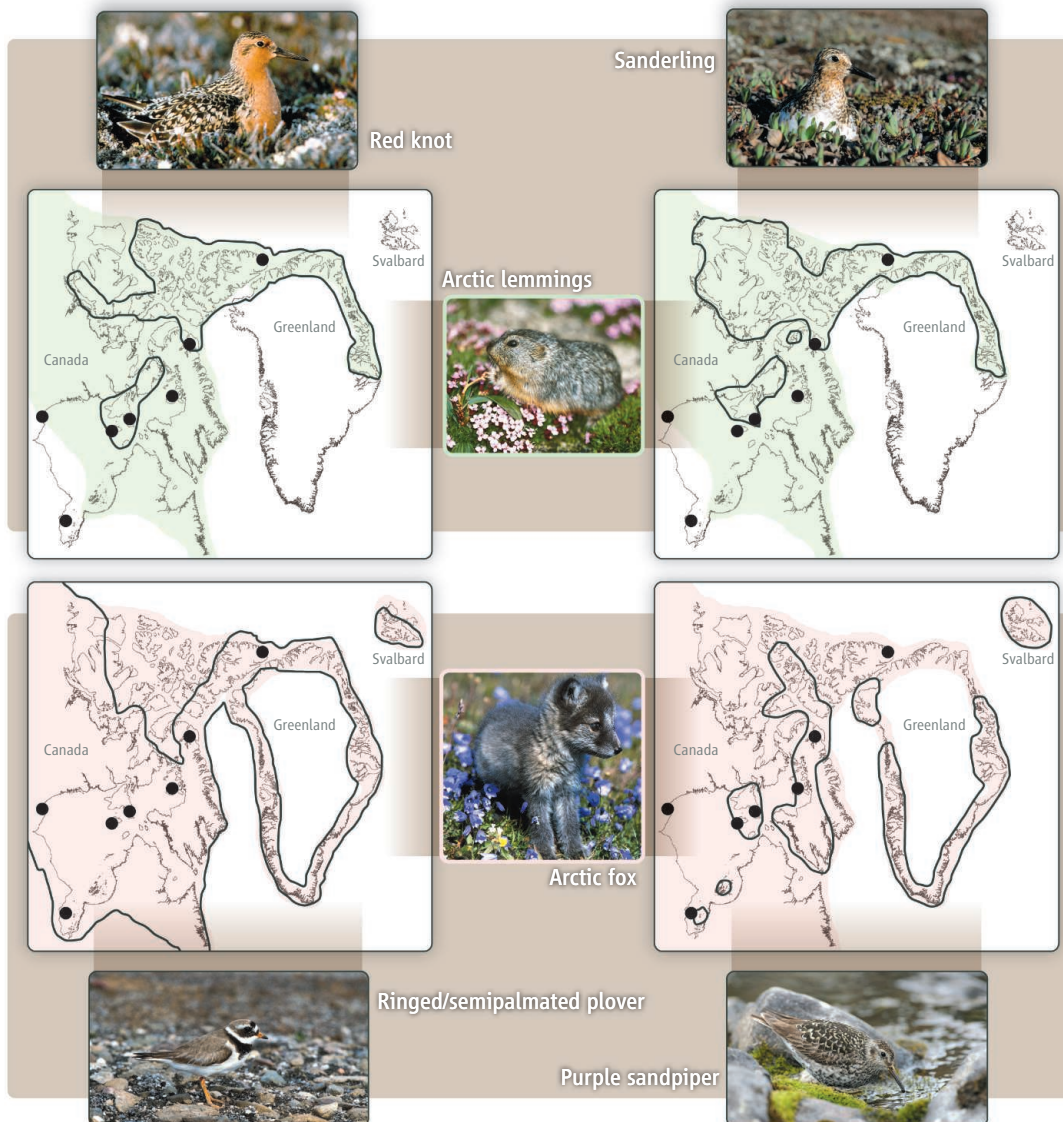 Sanderling
Red knot
Svalbard
Svalbard
Arctic lemmings
Greenland
Greenland
Canada
Canada
Svalbard
Svalbard
Greenland
Greenland
Canada
Canada
Arctic fox
Ringed/semipalmated plover
Purple sandpiper